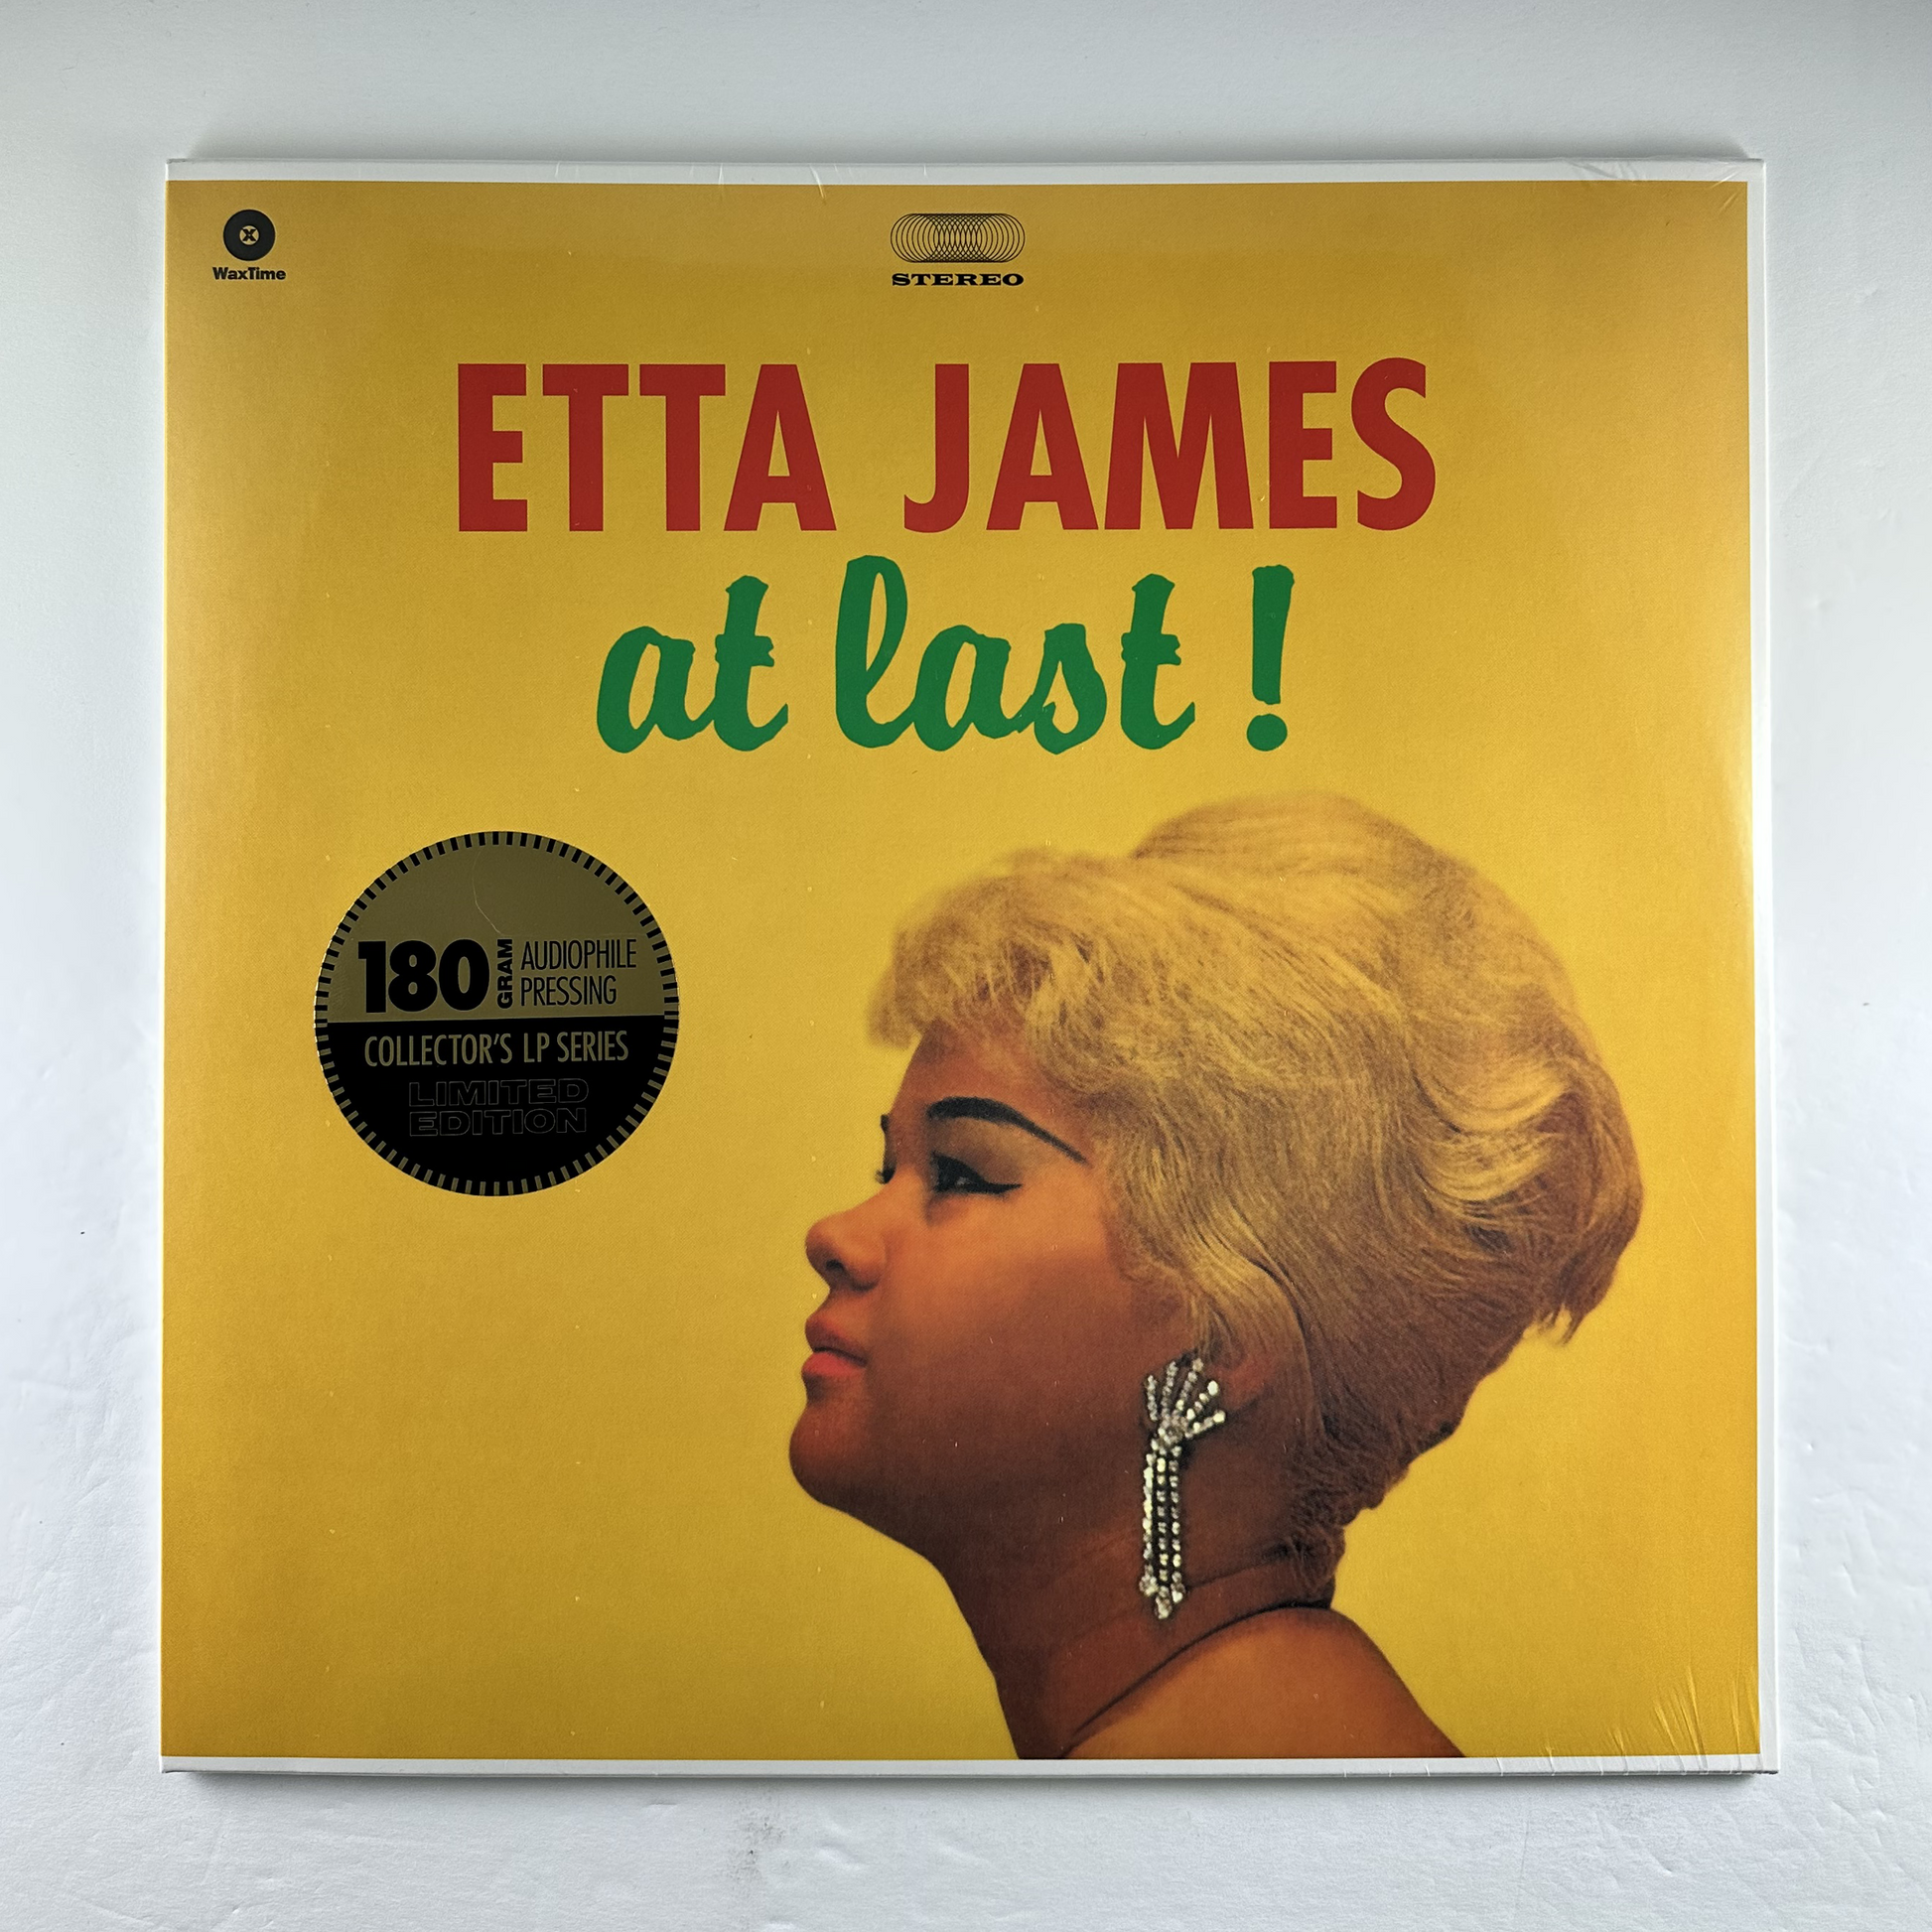 WaxTime
STEREO
ETTA JAMES
at last!
180 GRAM AUDIOPHILE
PRESSING
COLLECTOR'S LP SERIES
LIMITED
EDITION